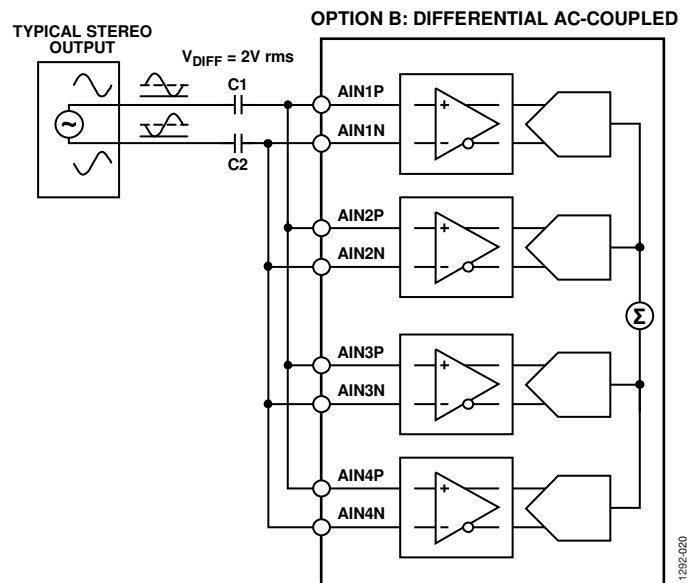 OPTION B: DIFFERENTIAL AC-COUPLED
TYPICAL STEREO
OUTPUT
VDIFF = 2V rms
C1
C2
AIN1P
AIN1N
AIN2P
AIN2N
AIN3P
AIN3N
AIN4P
AIN4N
+
–
+
–
+
–
+
–
~
Σ
1292-020